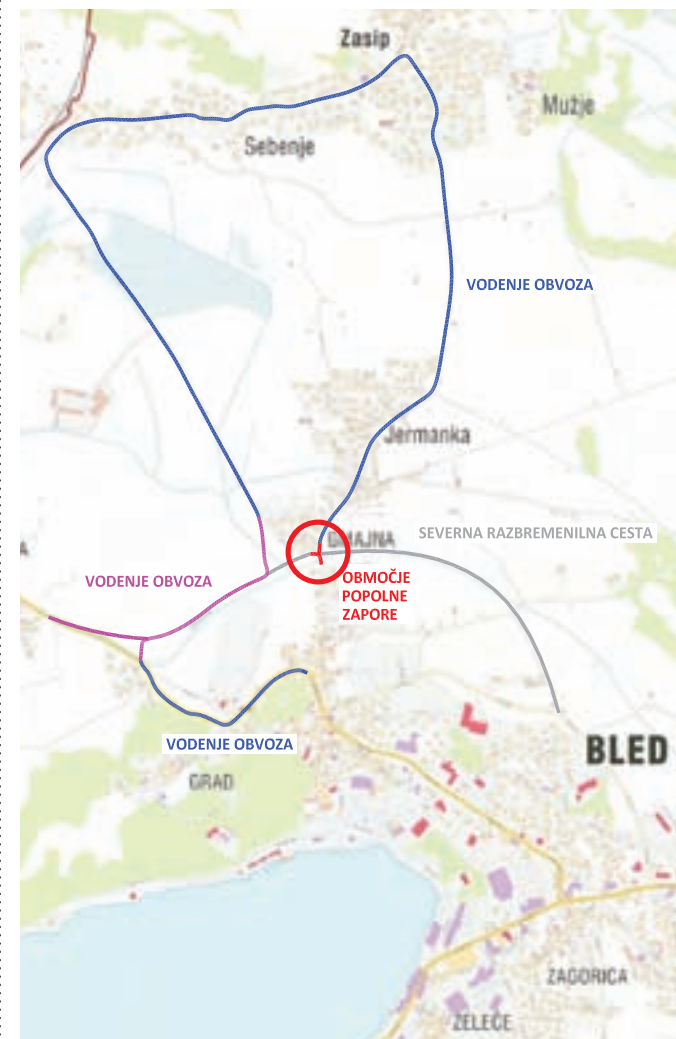 Zasip
Mužje
Sebenje
VODENJE OBVOZA
Jermanka
SEVERNA RAZBREMENILNA CESTA
GMAJNA
VODENJE OBVOZA
OBMOČJE
POPOLNE
ZAPORE
VODENJE OBVOZA
BLED
GRAD
ZAGORICA
ŽELEČE